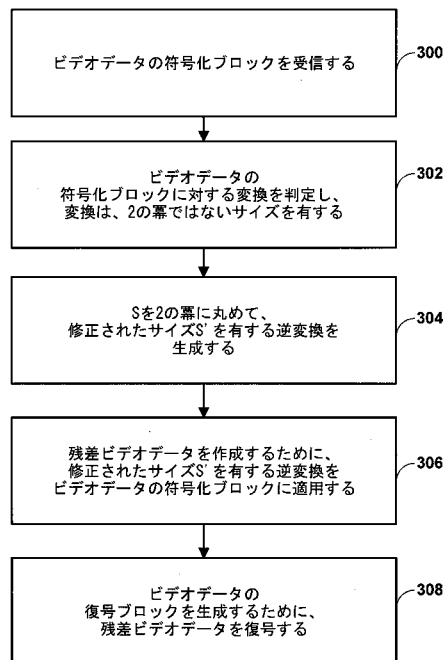 ビデオデータの符号化ブロックを受信する
300
ビデオデータの
符号化ブロックに対する変換を判定し、
変換は、2の冪ではないサイズを有する
302
Sを2の冪に丸めて、
修正されたサイズS'を有する逆変換を
生成する
304
残差ビデオデータを作成するために、
修正されたサイズS'を有する逆変換を
ビデオデータの符号化ブロックに適用する
306
ビデオデータの
復号ブロックを生成するために、
残差ビデオデータを復号する
308